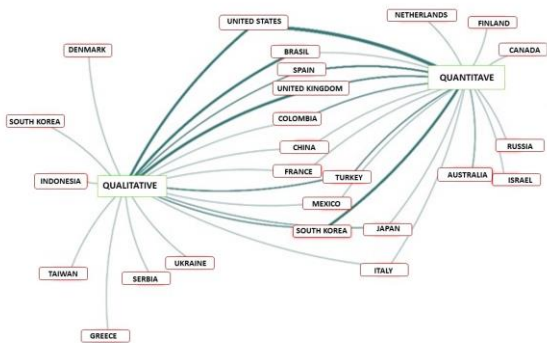 NETHERLANDS
UNITED STATES
FINLAND
DENMARK
BRASIL
CANADA
SPAIN
QUANTITAVE
UNITED KINGDOM
COLOMBIA
SOUTH KOREA
CHINA
RUSSIA
FRANCE
TURKEY
AUSTRALIA
ISRAEL
INDONESIA
QUALITATIVE
MEXICO
SOUTH KOREA
JAPAN
UKRAINE
ITALY
TAIWAN
SERBIA
GREECE